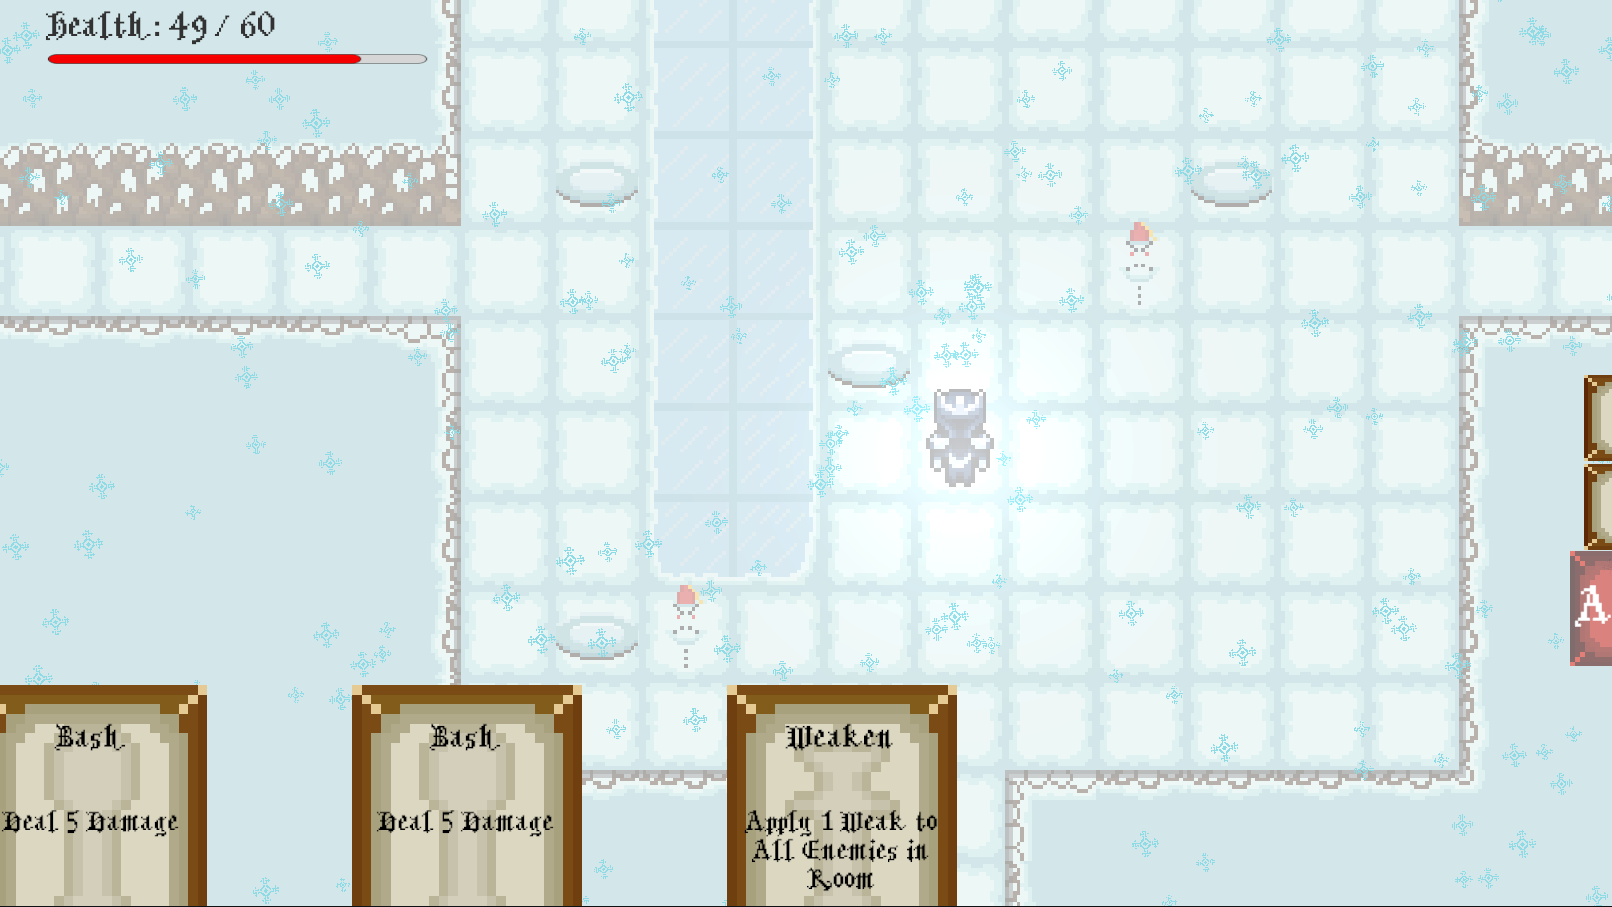 Health: 49 / 60
A
Bash
Deal 5 Damage
Bash
Deal 5 Damage
Weaken
Apply 1 Weak to
All Enemies in
Room